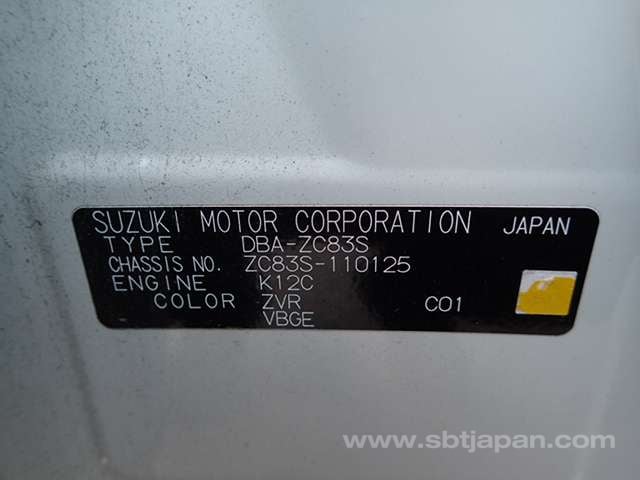 SUZUKI MOTOR CORPORATION JAPAN
TYPE DBA-ZC83S
CHASSIS NO. ZC83S-110125
ENGINE K12C
COLOR ZVR C01
VBGE
www.sbtjapan.com